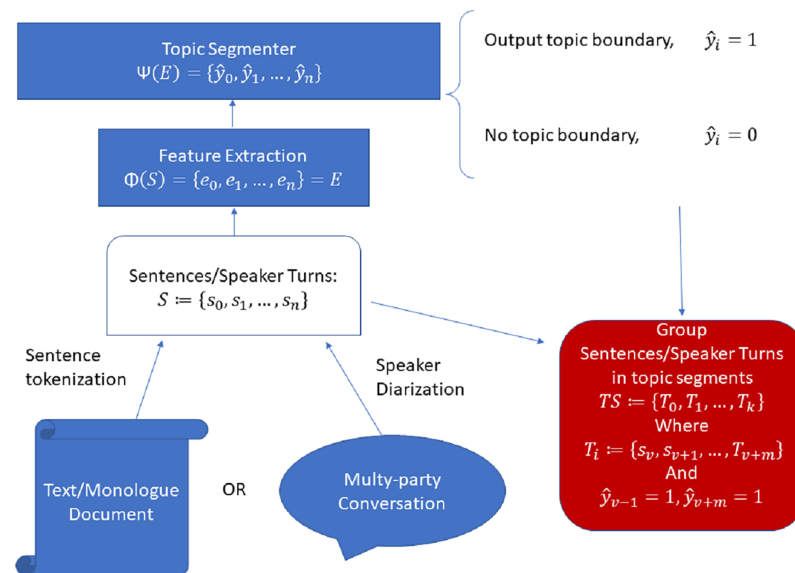 Topic Segmenter
Ψ(E) = {ŷ₀, ŷ₁, … , ŷₙ}
Output topic boundary, ŷᵢ = 1
No topic boundary, ŷᵢ = 0
Feature Extraction
Φ(S) = {e₀, e₁, … , eₙ} = E
Sentences/Speaker Turns:
S ≔ {s₀, s₁, … , sₙ}
Sentence
tokenization
Speaker
Diarization
Text/Monologue
Document
OR
Multy-party
Conversation
Group
Sentences/Speaker Turns
in topic segments
TS ≔ {T₀, T₁, … , Tₖ}
Where
Tᵢ ≔ {sᵥ, sᵥ₊₁, … , Tᵥ₊ₘ}
And
ŷᵥ₋₁ = 1, ŷᵥ₊ₘ = 1